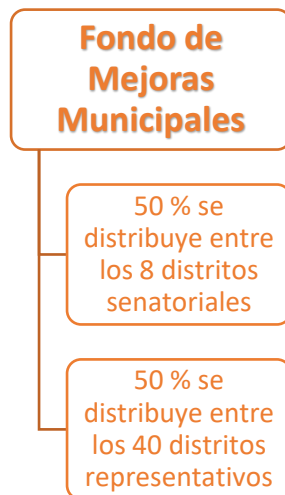 Fondo de
Mejoras
Municipales
50 % se
distribuye entre
los 8 distritos
senatoriales
50 % se
distribuye entre
los 40 distritos
representativos